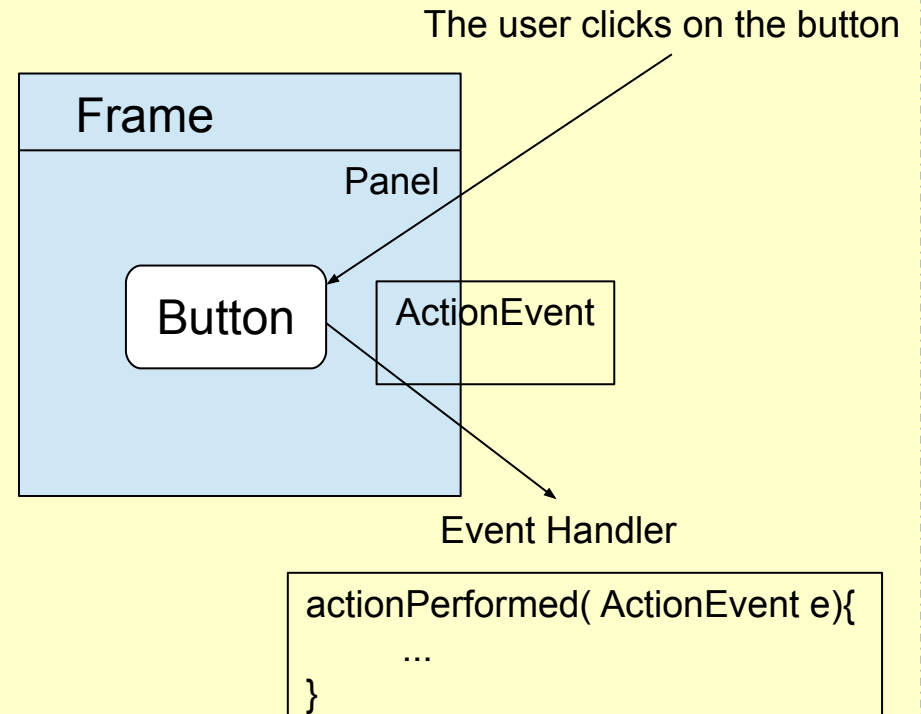 The user clicks on the button
Frame
Panel
Button
ActionEvent
Event Handler
actionPerformed( ActionEvent e){
...
}